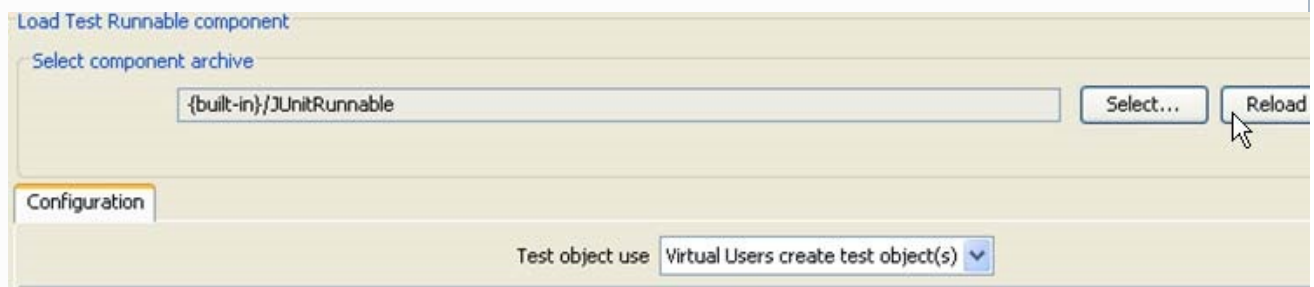 Load Test Runnable component
Select component archive
{built-in}/JUnitRunnable Select... Reload
Configuration
Test object use Virtual Users create test object(s)